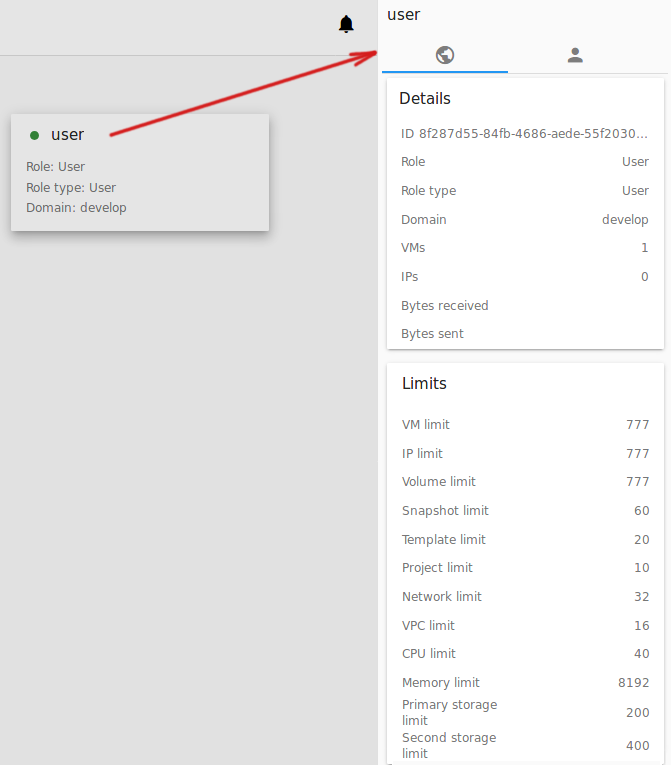 user
Role: User
Role type: User
Domain: develop
user
Details
ID 8f287d55-84fb-4686-aede-55f2030...
Role User
Role type User
Domain develop
VMs 1
IPs 0
Bytes received
Bytes sent
Limits
VM limit 777
IP limit 777
Volume limit 777
Snapshot limit 60
Template limit 20
Project limit 10
Network limit 32
VPC limit 16
CPU limit 40
Memory limit 8192
Primary storage
limit 200
Second storage
limit 400